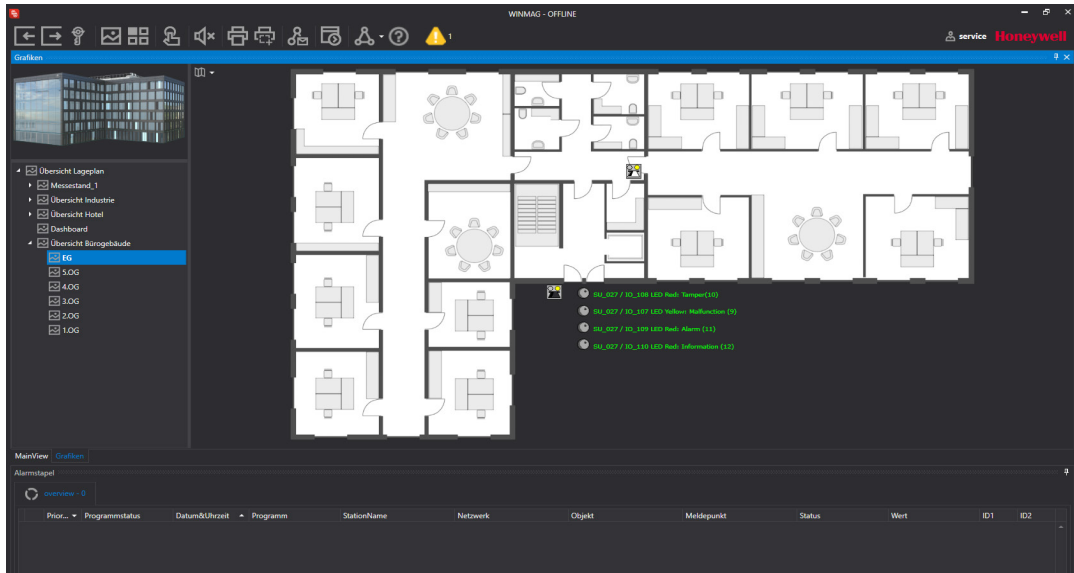 WINMAG - OFFLINE
1
service Honeywell
Grafiken
Übersicht Lageplan
Messestand_1
Übersicht Industrie
Übersicht Hotel
Dashboard
Übersicht Bürogebäude
EG
5.OG
4.OG
3.OG
2.OG
1.OG
SU_027 / IO_108 LED Red: Tamper(10)
SU_027 / IO_107 LED Yellow: Malfunction (9)
SU_027 / IO_109 LED Red: Alarm (11)
SU_027 / IO_110 LED Red: Information (12)
MainView Grafiken
Alarmstapel
overview - 0
Prior... Programmstatus Datum&Uhrzeit Programm StationName Netzwerk Objekt Meldepunkt Status Wert ID1 ID2